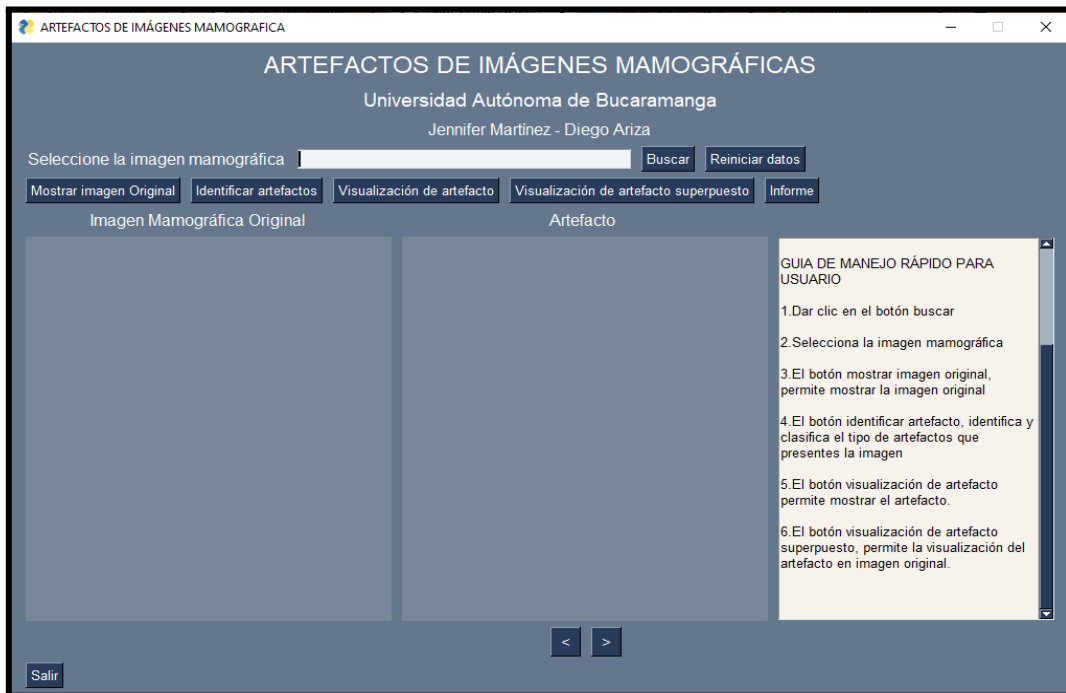 ARTEFACTOS DE IMÁGENES MAMOGRAFICA
ARTEFACTOS DE IMÁGENES MAMOGRÁFICAS
Universidad Autónoma de Bucaramanga
Jennifer Martínez - Diego Ariza
Seleccione la imagen mamográfica Buscar Reiniciar datos
Mostrar imagen Original Identificar artefactos Visualización de artefacto Visualización de artefacto superpuesto Informe
Imagen Mamográfica Original Artefacto
GUIA DE MANEJO RÁPIDO PARA
USUARIO
1.Dar clic en el botón buscar
2.Selecciona la imagen mamográfica
3.El botón mostrar imagen original,
permite mostrar la imagen original
4.El botón identificar artefacto, identifica y
clasifica el tipo de artefactos que
presentes la imagen
5.El botón visualización de artefacto
permite mostrar el artefacto.
6.El botón visualización de artefacto
superpuesto, permite la visualización del
artefacto en imagen original.
< >
Salir